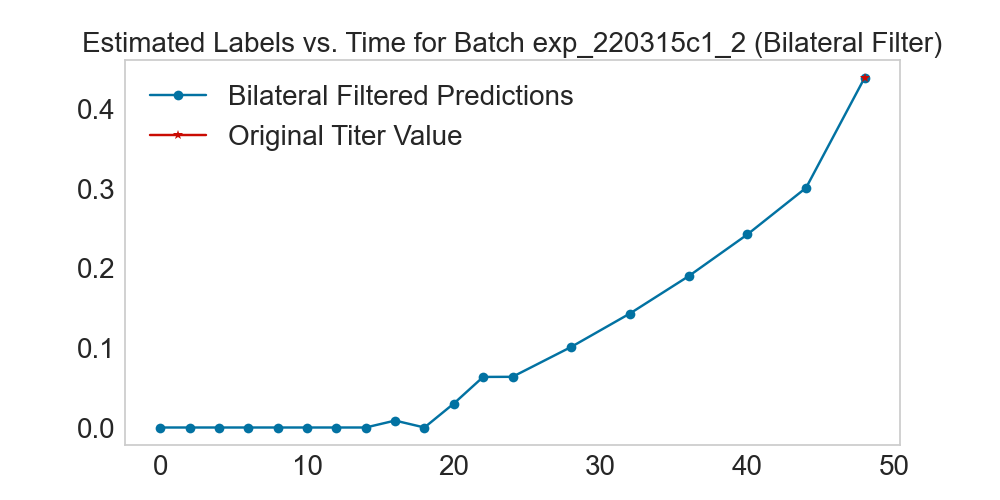 Estimated Labels vs. Time for Batch exp_220315c1_2 (Bilateral Filter)
Bilateral Filtered Predictions
Original Titer Value
0.4
0.3
0.2
0.1
0.0
0 10 20 30 40 50